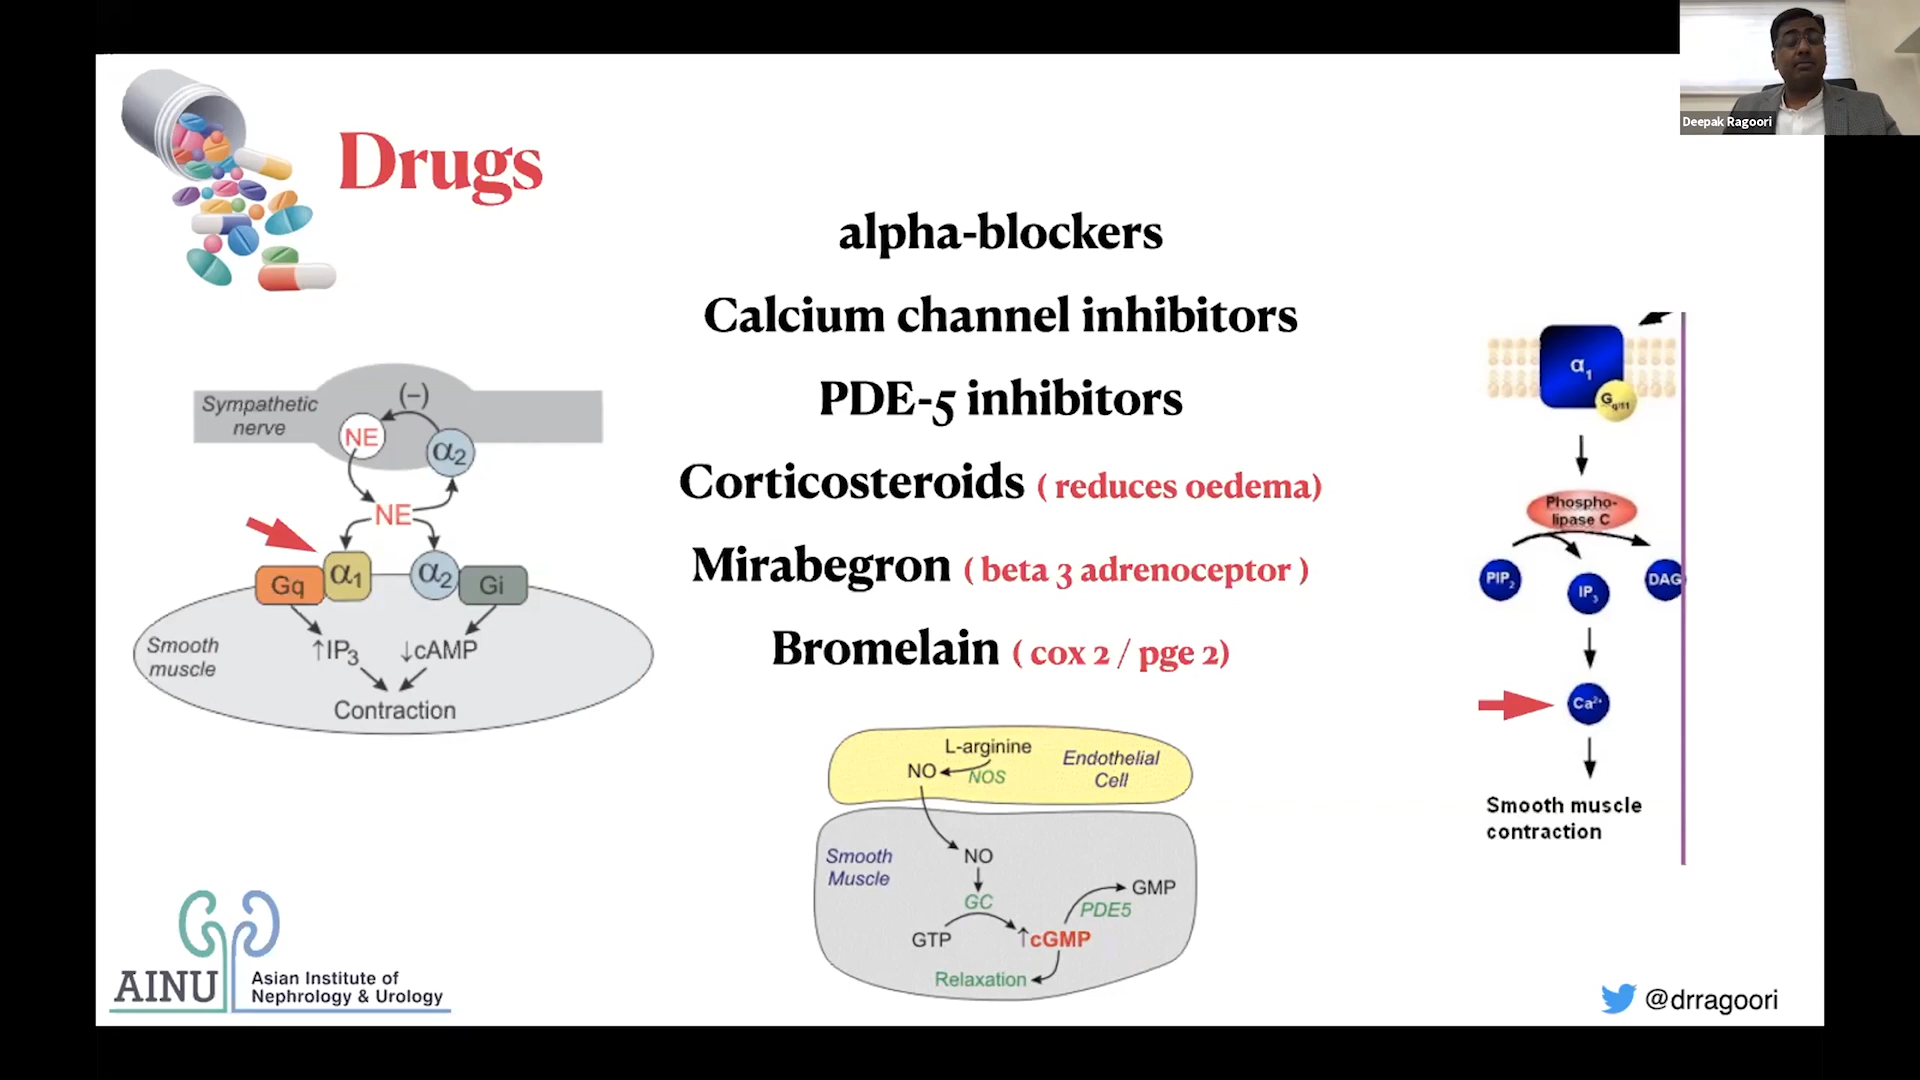 Deepak Ragoori
Drugs
alpha-blockers
Calcium channel inhibitors
PDE-5 inhibitors
Corticosteroids ( reduces oedema)
Mirabegron ( beta 3 adrenoceptor )
Bromelain ( cox 2 / pge 2)
Sympathetic
nerve
(−)
NE
α2
NE
Gq
α1
α2
Gi
Smooth
muscle
↑IP3
↓cAMP
Contraction
L-arginine
NO
NOS
Endothelial
Cell
Smooth
Muscle
NO
GC
GTP
↑cGMP
PDE5
GMP
Relaxation
α1
Gq/11
Phospho-
lipase C
PIP2
IP3
DAG
Ca2+
Smooth muscle
contraction
AINU
Asian Institute of
Nephrology & Urology
@drragoori